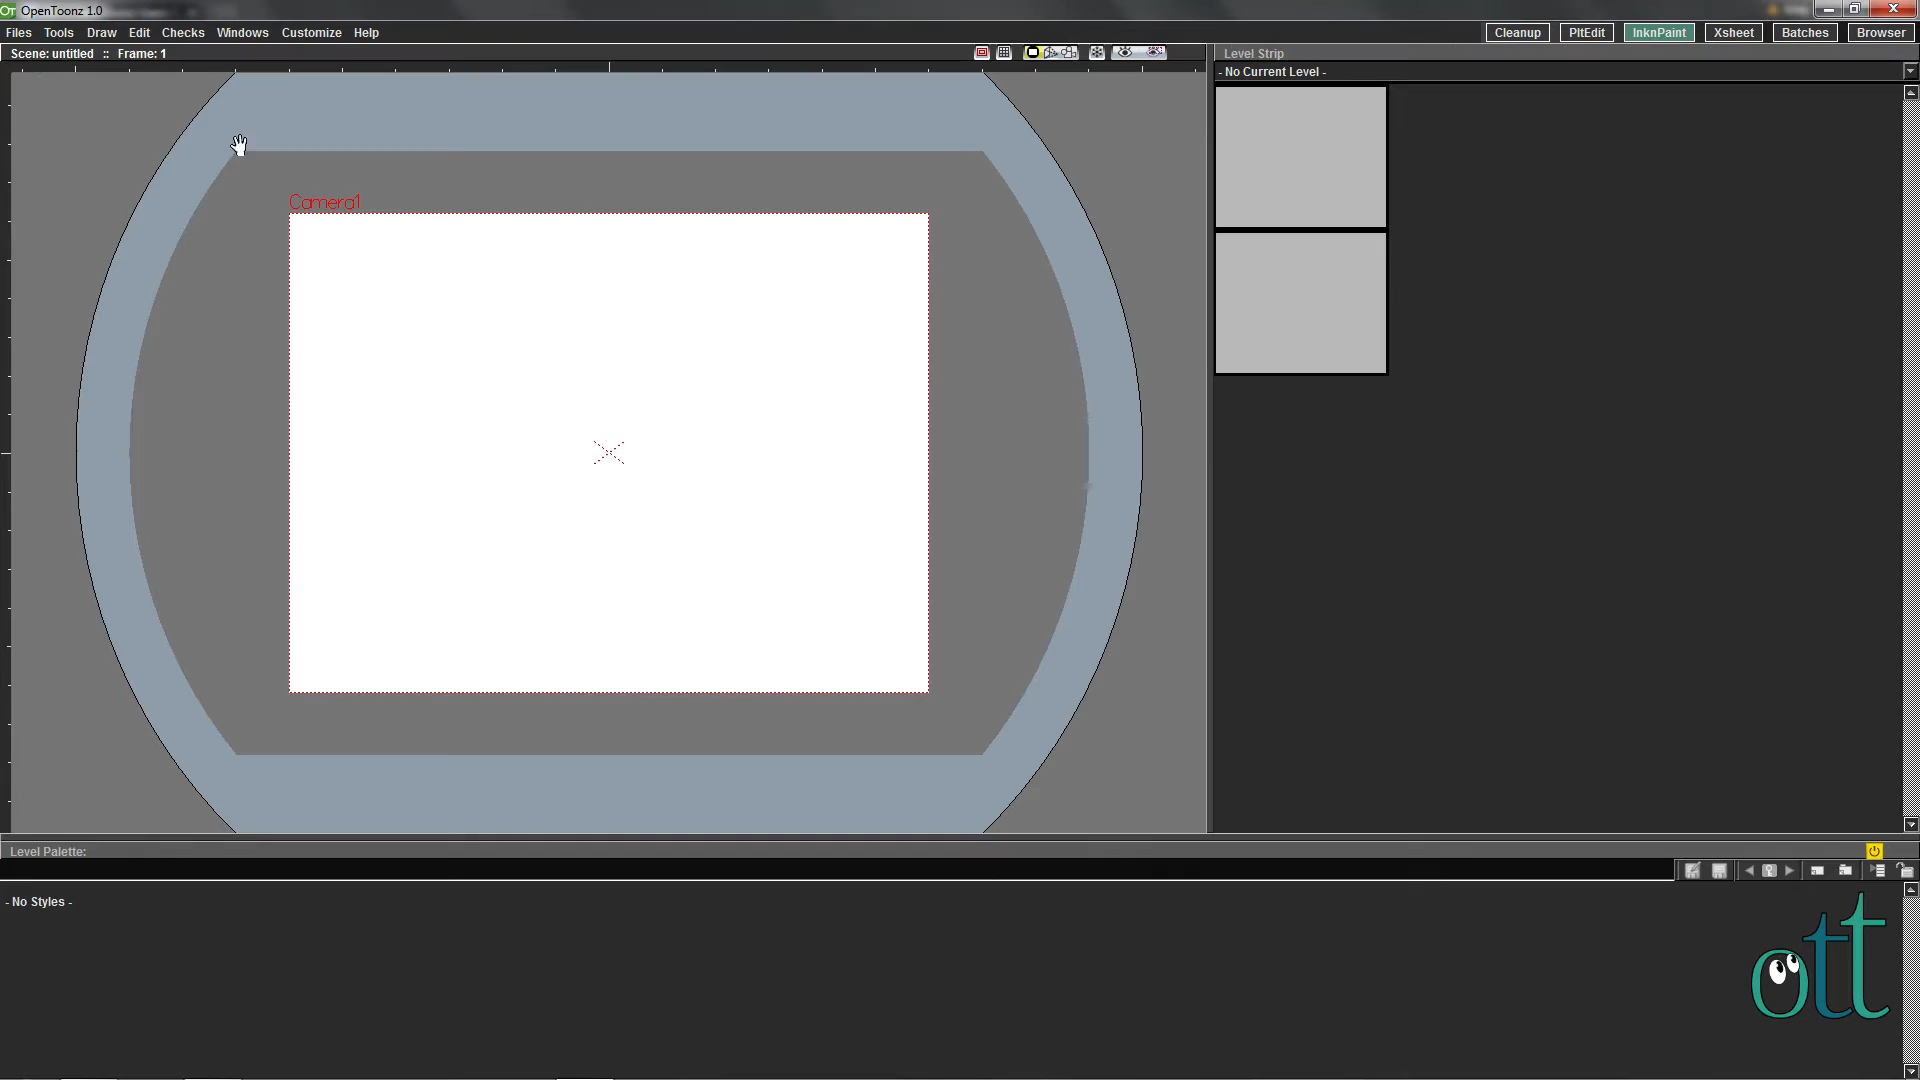 OpenToonz 1.0
Files Tools Draw Edit Checks Windows Customize Help
Cleanup PltEdit InknPaint Xsheet Batches Browser
Scene: untitled :: Frame: 1
Level Strip
- No Current Level -
Camera1
Level Palette:
- No Styles -
ott